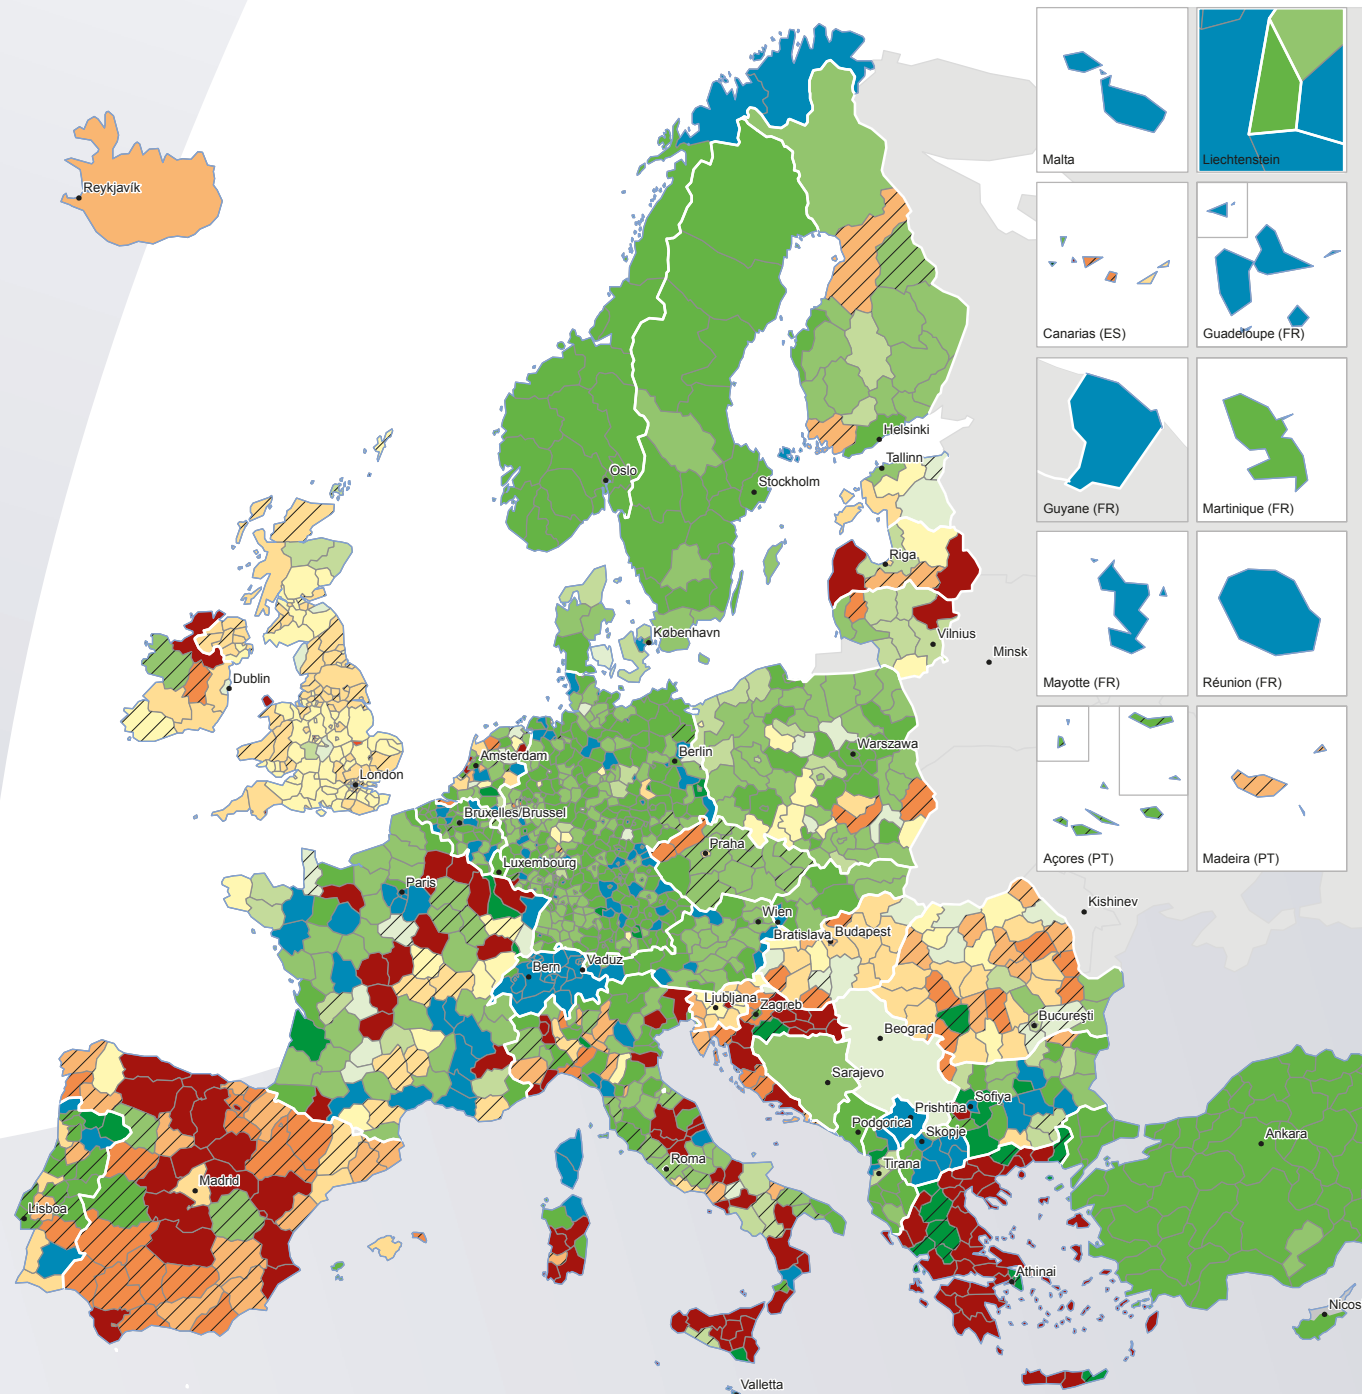 Malta
Liechtenstein
Reykjavík
Canarias (ES)
Guadeloupe (FR)
Helsinki
Tallinn
Oslo
Stockholm
Guyane (FR)
Martinique (FR)
Riga
København
Vilnius
Minsk
Dublin
Mayotte (FR)
Réunion (FR)
Amsterdam
Berlin
Warszawa
London
Bruxelles/Brussel
Praha
Luxembourg
Açores (PT)
Madeira (PT)
Paris
Kishinev
Wien
Bratislava
Budapest
Bern
Vaduz
Ljubljana
Zagreb
Bucureşti
Beograd
Sarajevo
Sofiya
Prishtina
Podgorica
Skopje
Ankara
Roma
Tirana
Madrid
Lisboa
Athinai
Nicos
Valletta